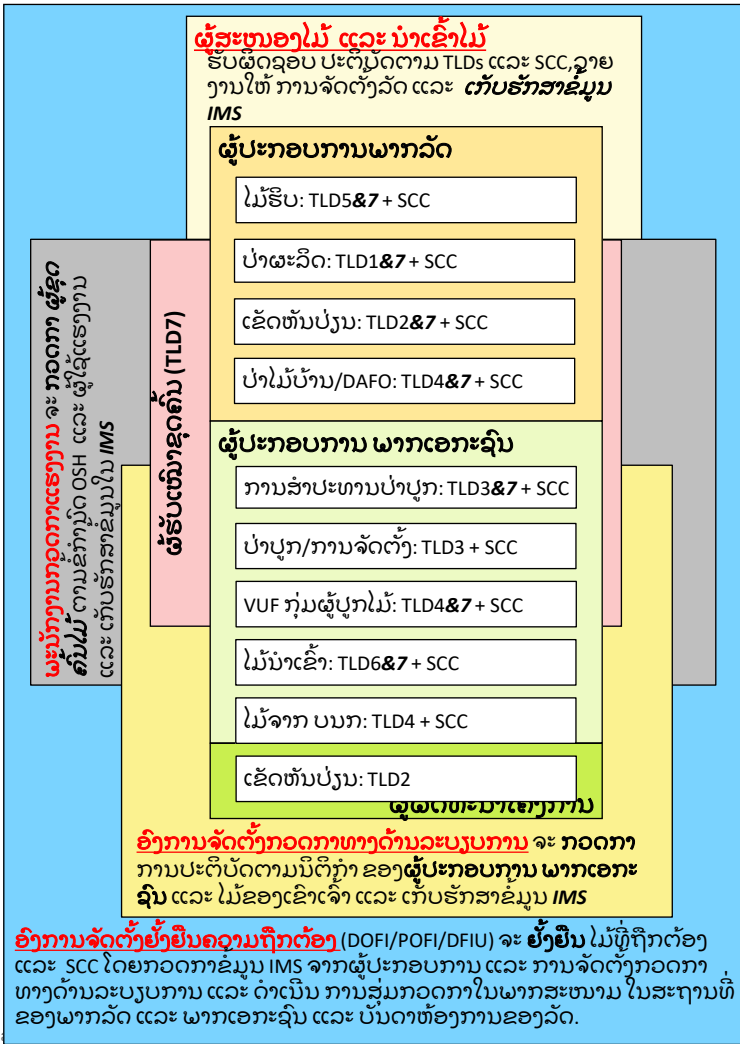 ຜູ້ສະໜອງໄມ້ ແລະ ນຳເຂົ້າໄມ້
ຮັບຜິດຊອບ ປະຕິບັດຕາມ TLDs ແລະ SCC,ລາຍ
ງານໃຫ້ ການຈັດຕັ້ງລັດ ແລະ ເກັບຮັກສາຂໍ້ມູນ
IMS
ຜູ້ປະກອບການພາກລັດ
ໄມ້ຮິບ: TLD5&7 + SCC
ປ່າຜະລິດ: TLD1&7 + SCC
ເຂັດຫັນປ່ຽນ: TLD2&7 + SCC
ປ່າໄມ້ບ້ານ/DAFO: TLD4&7 + SCC
ພະນັກງານກວດກາແຮງງານ ຈະ ກວດກາ ຜູ້ຂຸດ
ຄົ້ນໄມ້ ຕາມຂໍ້ກຳນົດ OSH ແລະ ຜູ້ໃຊ້ແຮງງານ
ແລະ ເກັບຮັກສາຂໍ້ມູນໃນ IMS
ຜູ້ຮັບເໝົາຂຸດຄົ້ນ (TLD7)
ຜູ້ປະກອບການ ພາກເອກະຊົນ
ການສຳປະທານປ່າປູກ: TLD3&7 + SCC
ປ່າປູກ/ການຈັດຕັ້ງ: TLD3 + SCC
VUF ກຸ່ມຜູ້ປູກໄມ້: TLD4&7 + SCC
ໄມ້ນຳເຂົ້າ: TLD6&7 + SCC
ໄມ້ຈາກ ບນກ: TLD4 + SCC
ເຂັດຫັນປ່ຽນ: TLD2
ຜູ້ພັດທະນາໂຄງການ
ອົງການຈັດຕັ້ງກວດກາທາງດ້ານລະບຽບການ ຈະ ກວດກາ
ການປະຕິບັດຕາມນິຕິກຳ ຂອງຜູ້ປະກອບການ ພາກເອກະ
ຊົນ ແລະ ໄມ້ຂອງເຂົາເຈົ້າ ແລະ ເກັບຮັກສາຂໍ້ມູນ IMS
ອົງການຈັດຕັ້ງຢັ້ງຢືນຄວາມຖືກຕ້ອງ (DOFI/POFI/DFIU) ຈະ ຢັ້ງຢືນ ໄມ້ທີ່ຖືກຕ້ອງ
ແລະ SCC ໂດຍກວດກາຂໍ້ມູນ IMS ຈາກຜູ້ປະກອບການ ແລະ ການຈັດຕັ້ງກວດກາ
ທາງດ້ານລະບຽບການ ແລະ ດຳເນີນ ການສຸ່ມກວດກາໃນພາກສະໜາມ ໃນສະຖານທີ່
ຂອງພາກລັດ ແລະ ພາກເອກະຊົນ ແລະ ບັນດາຫ້ອງການຂອງລັດ.